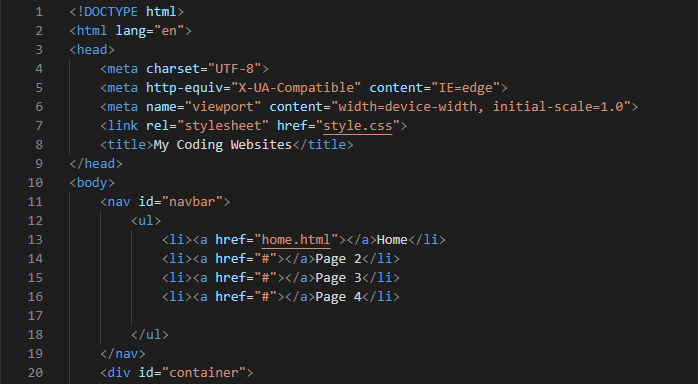 1 <!DOCTYPE html>
2 <html lang="en">
3 <head>
4     <meta charset="UTF-8">
5     <meta http-equiv="X-UA-Compatible" content="IE=edge">
6     <meta name="viewport" content="width=device-width, initial-scale=1.0">
7     <link rel="stylesheet" href="style.css">
8     <title>My Coding Websites</title>
9 </head>
10 <body>
11     <nav id="navbar">
12         <ul>
13             <li><a href="home.html"></a>Home</li>
14             <li><a href="#"></a>Page 2</li>
15             <li><a href="#"></a>Page 3</li>
16             <li><a href="#"></a>Page 4</li>
17
18         </ul>
19     </nav>
20     <div id="container">